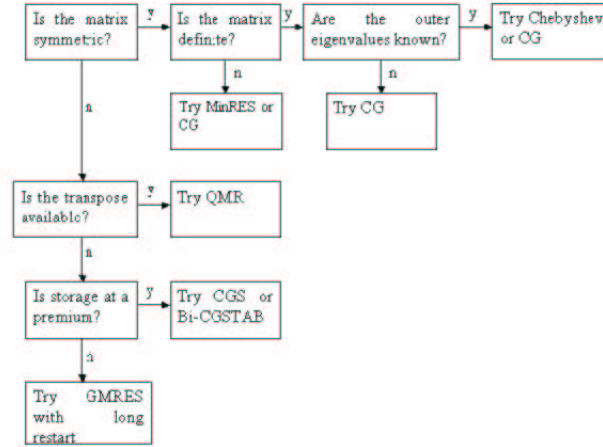 Is the matrix
symmetric?
y
Is the matrix
definite?
y
Are the outer
eigenvalues known?
y
Try Chebyshev
or CG
n
n
n
Try MinRES or
CG
Try CG
Is the transpose
available?
y
Try QMR
n
Is storage at a
premium?
y
Try CGS or
Bi-CGSTAB
n
Try GMRES
with long
restart